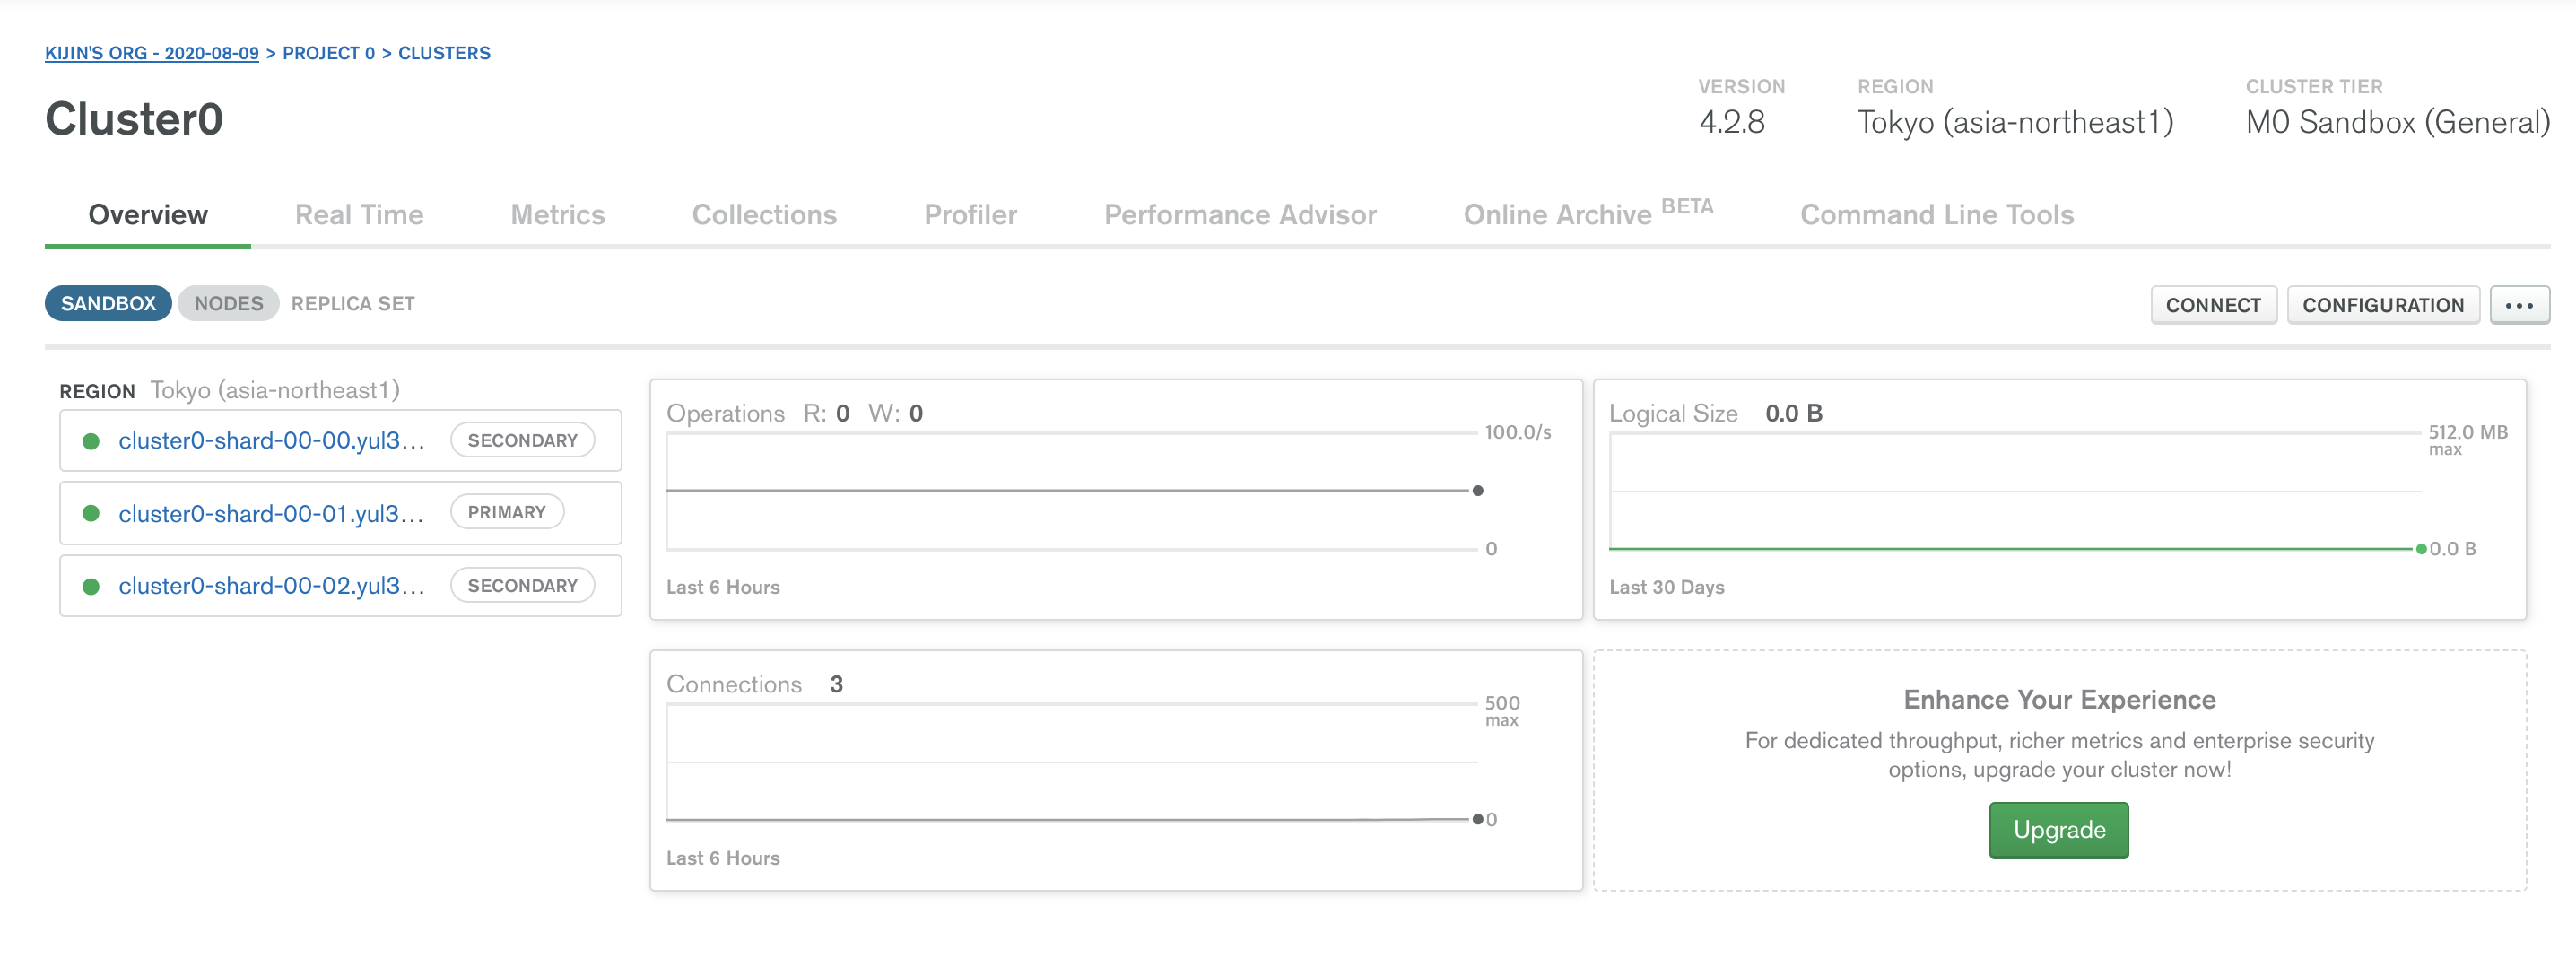 KIJIN'S ORG - 2020-08-09 > PROJECT 0 > CLUSTERS
Cluster0
VERSION
4.2.8
REGION
Tokyo (asia-northeast1)
CLUSTER TIER
M0 Sandbox (General)
Overview Real Time Metrics Collections Profiler Performance Advisor Online Archive BETA Command Line Tools
SANDBOX NODES REPLICA SET
CONNECT CONFIGURATION ...
REGION Tokyo (asia-northeast1)
cluster0-shard-00-00.yul3... SECONDARY
cluster0-shard-00-01.yul3... PRIMARY
cluster0-shard-00-02.yul3... SECONDARY
Operations R: 0 W: 0
100.0/s
0
Last 6 Hours
Logical Size 0.0 B
512.0 MB
max
0.0 B
Last 30 Days
Connections 3
500
max
0
Last 6 Hours
Enhance Your Experience
For dedicated throughput, richer metrics and enterprise security
options, upgrade your cluster now!
Upgrade